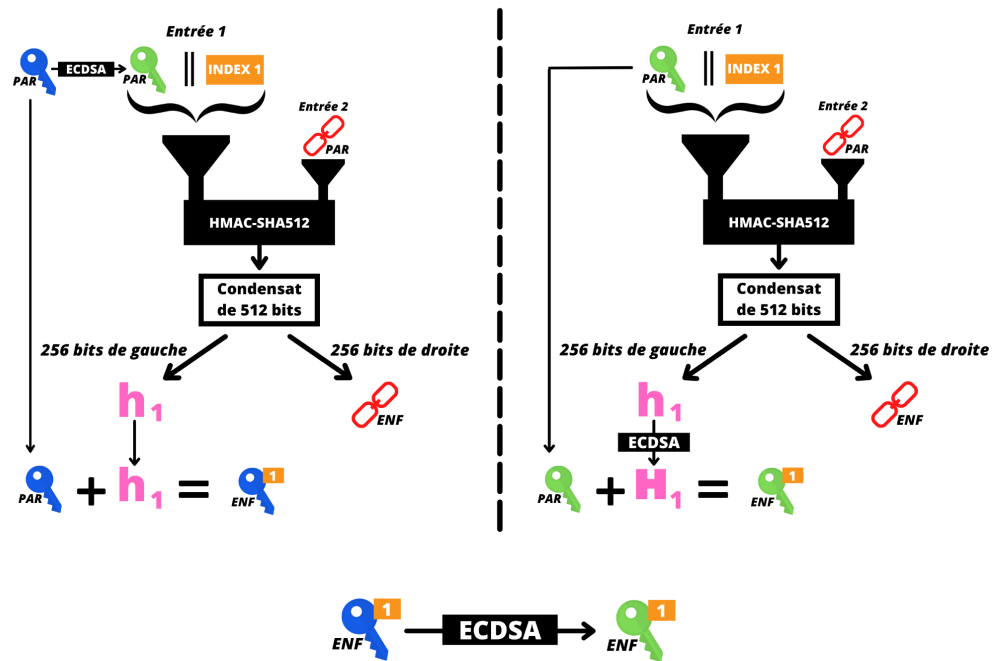 Entrée 1
PAR
ECDSA
PAR
||
INDEX 1
Entrée 2
PAR
HMAC-SHA512
Condensat
de 512 bits
256 bits de gauche
256 bits de droite
h1
ENF
PAR
+
h1
=
ENF
1
Entrée 1
PAR
||
INDEX 1
Entrée 2
PAR
HMAC-SHA512
Condensat
de 512 bits
256 bits de gauche
256 bits de droite
h1
ENF
ECDSA
PAR
+
H1
=
ENF
1
ENF
1
ECDSA
ENF
1